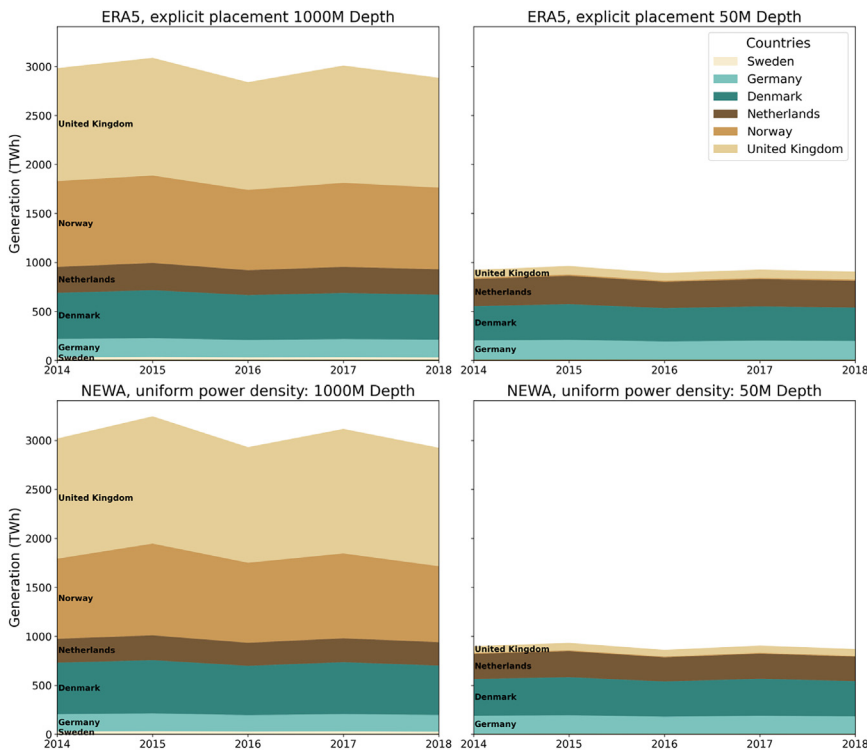 ERA5, explicit placement 1000M Depth
ERA5, explicit placement 50M Depth
Generation (TWh)
3000
2500
2000
1500
1000
500
0
United Kingdom
Norway
Netherlands
Denmark
Germany
Sweden
2014 2015 2016 2017 2018
Countries
Sweden
Germany
Denmark
Netherlands
Norway
United Kingdom
United Kingdom
Netherlands
Denmark
Germany
2014 2015 2016 2017 2018
NEWA, uniform power density: 1000M Depth
NEWA, uniform power density: 50M Depth
Generation (TWh)
3000
2500
2000
1500
1000
500
0
United Kingdom
Norway
Netherlands
Denmark
Germany
Sweden
2014 2015 2016 2017 2018
United Kingdom
Netherlands
Denmark
Germany
2014 2015 2016 2017 2018